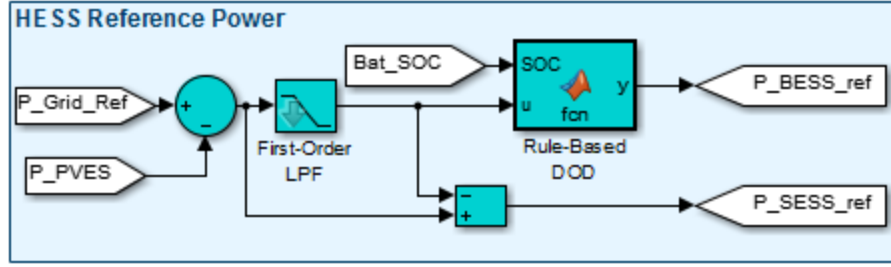 HESS Reference Power
Bat_SOC
SOC
P_Grid_Ref
+
−
u
fcn
y
P_BESS_ref
First-Order
LPF
Rule-Based
DOD
P_PVES
−
+
P_SESS_ref